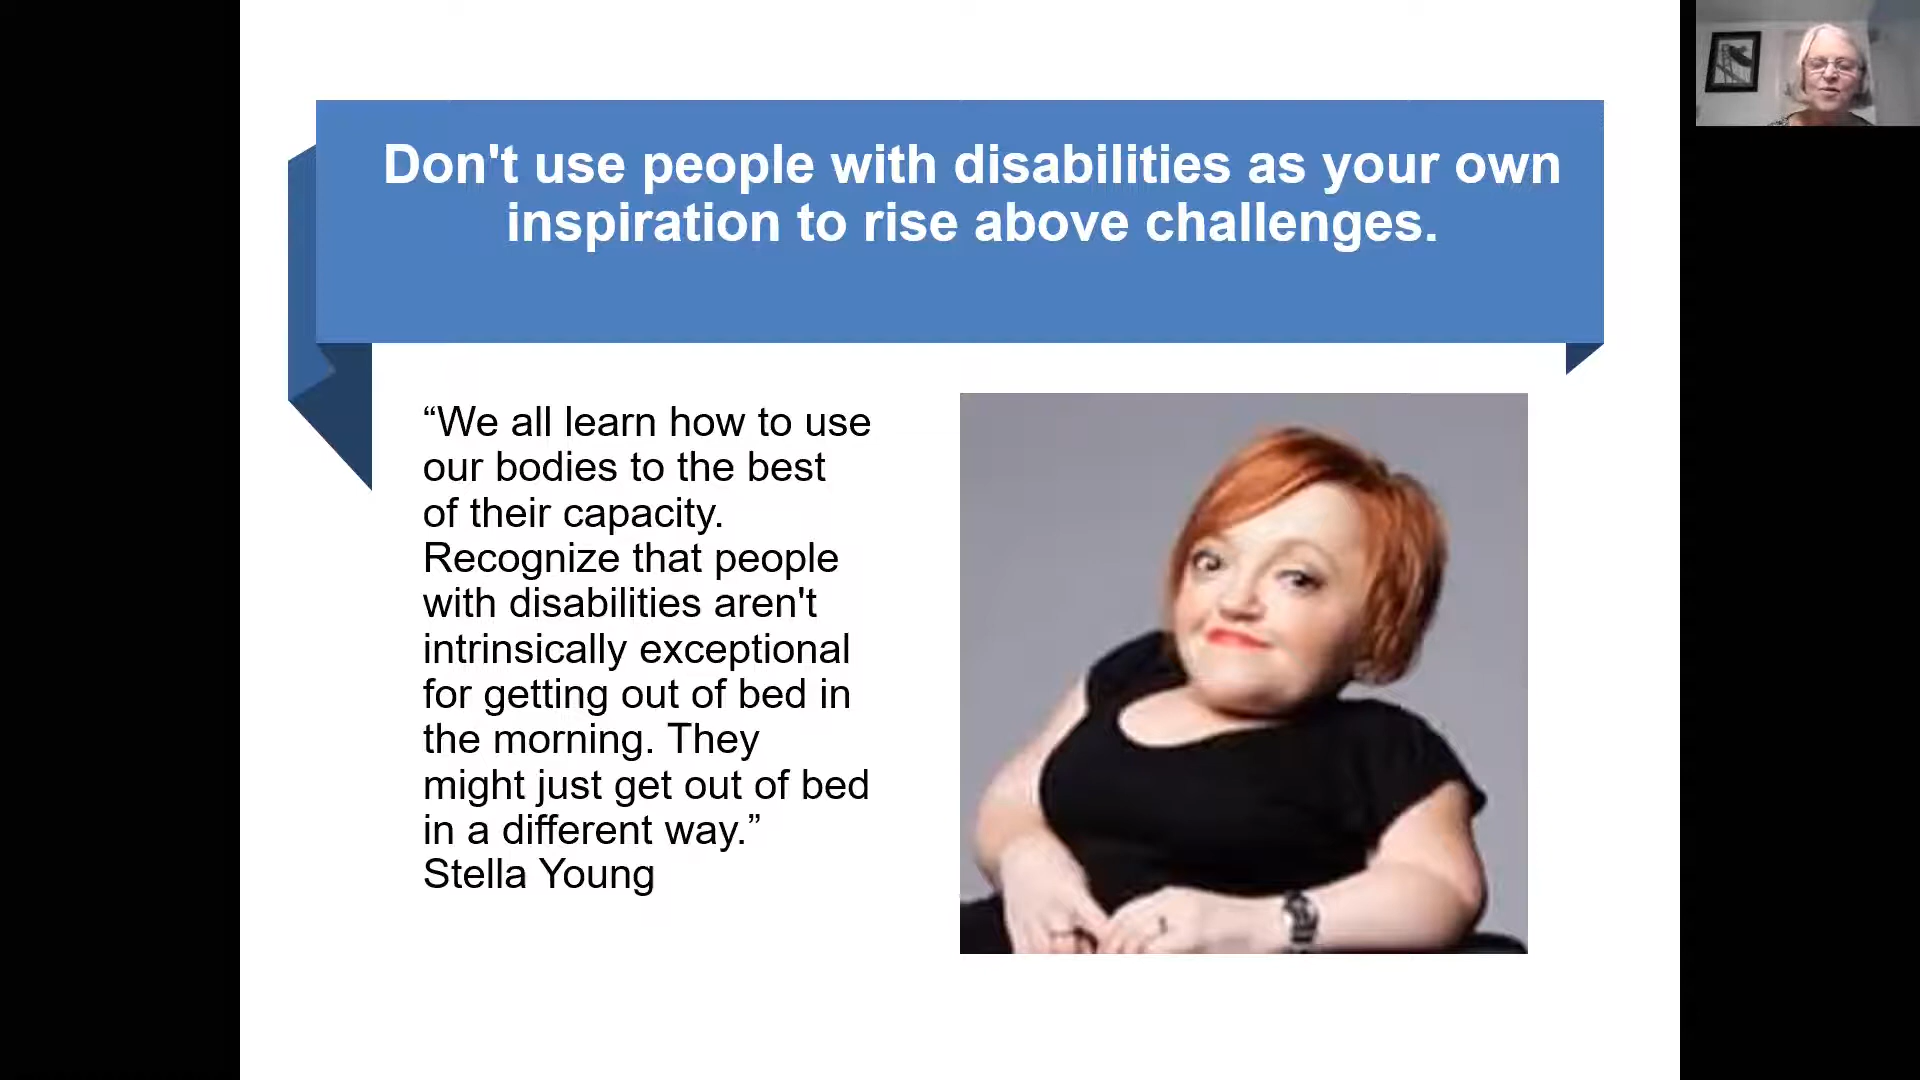 Don't use people with disabilities as your own
inspiration to rise above challenges.
“We all learn how to use
our bodies to the best
of their capacity.
Recognize that people
with disabilities aren't
intrinsically exceptional
for getting out of bed in
the morning. They
might just get out of bed
in a different way.”
Stella Young